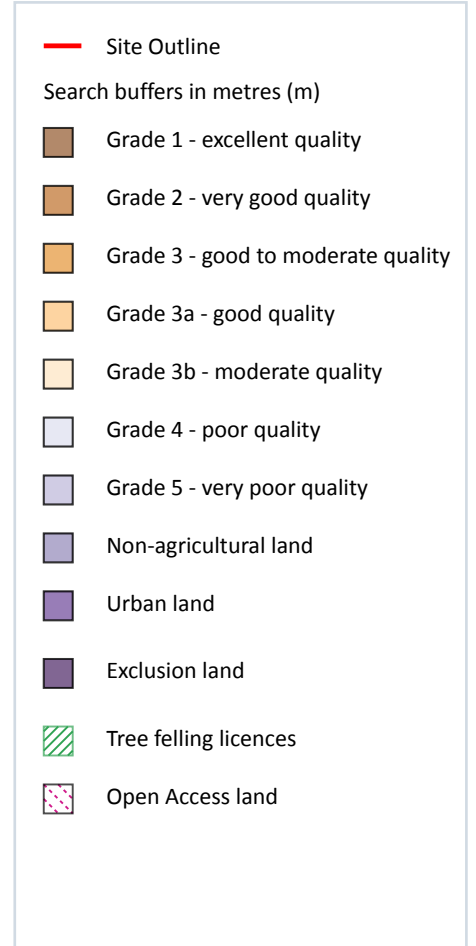 Site Outline
Search buffers in metres (m)
Grade 1 - excellent quality
Grade 2 - very good quality
Grade 3 - good to moderate quality
Grade 3a - good quality
Grade 3b - moderate quality
Grade 4 - poor quality
Grade 5 - very poor quality
Non-agricultural land
Urban land
Exclusion land
Tree felling licences
Open Access land